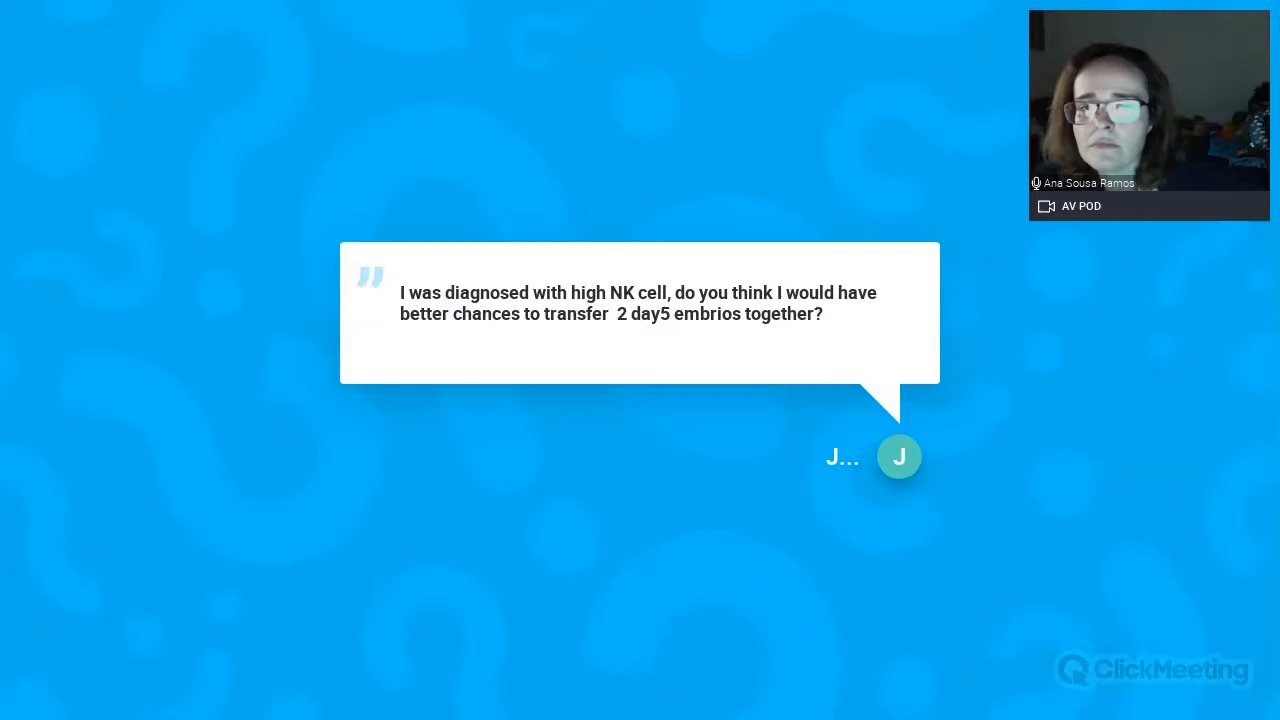 Ana Sousa Ramos
AV POD
I was diagnosed with high NK cell, do you think I would have
better chances to transfer  2 day5 embrios together?
J...
J
ClickMeeting